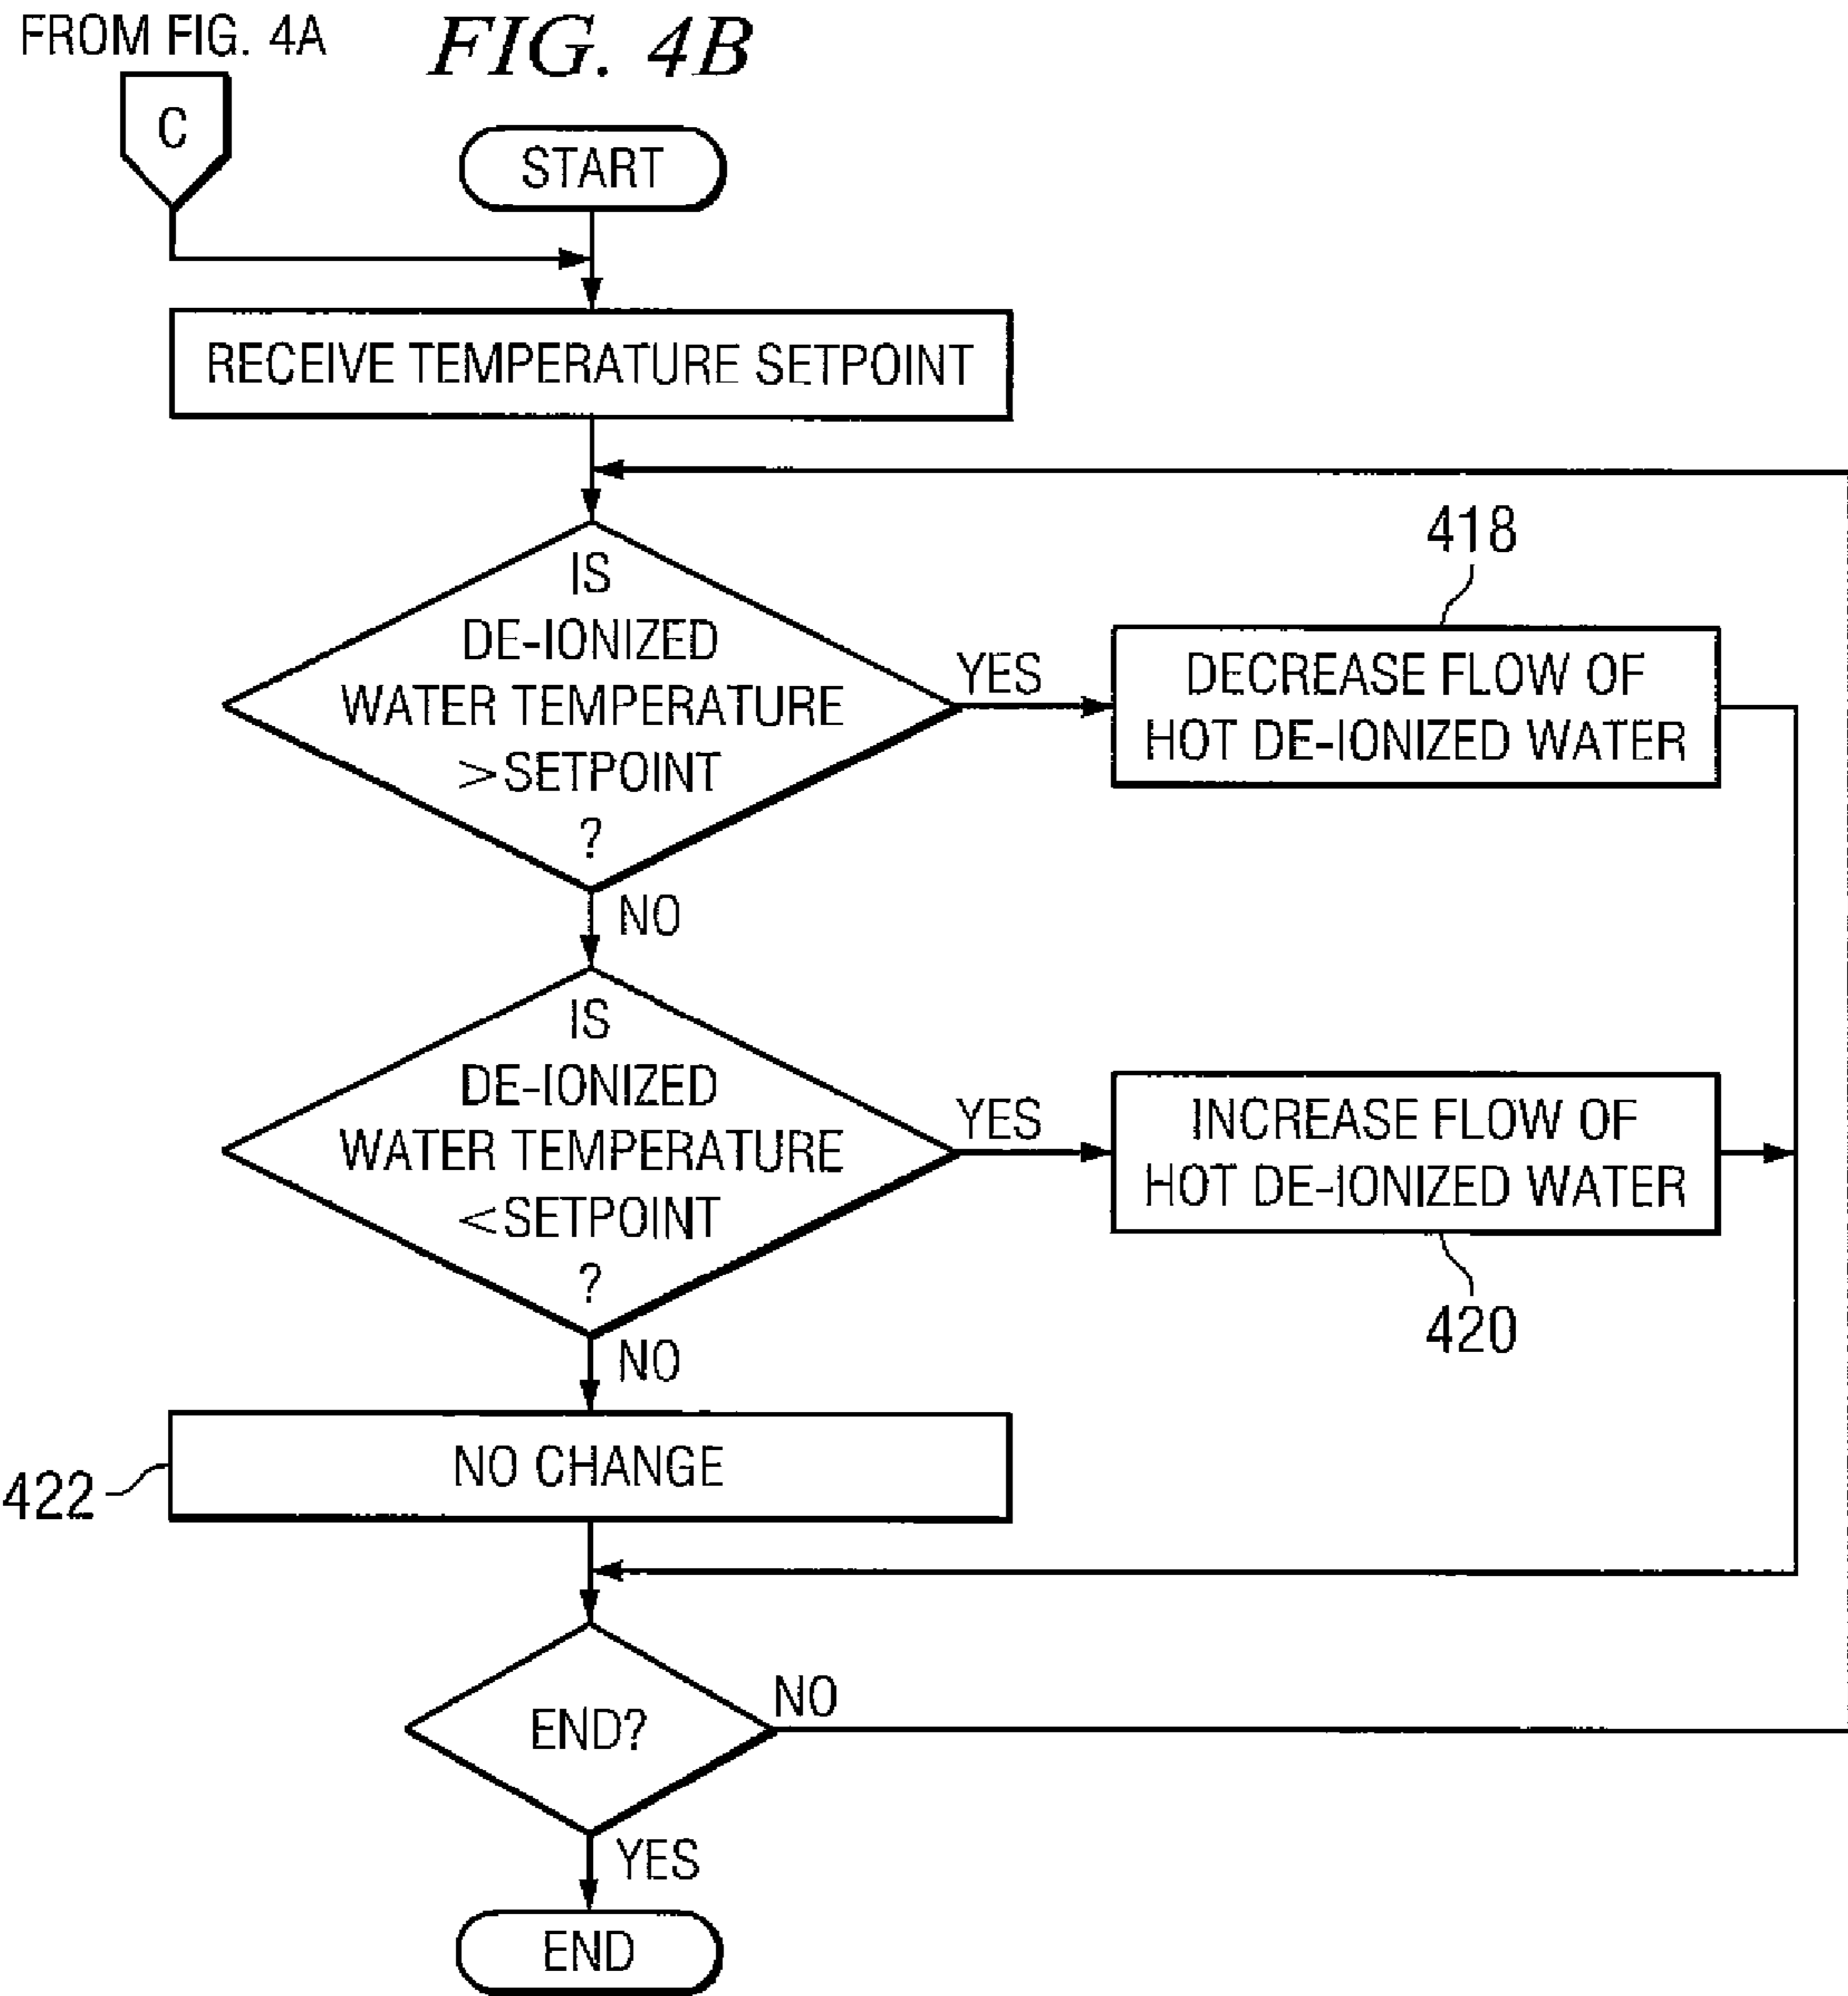 FROM FIG. 4A
FIG. 4B
C
START
RECEIVE TEMPERATURE SETPOINT
IS
DE-IONIZED
WATER TEMPERATURE
>SETPOINT
?
YES
418
DECREASE FLOW OF
HOT DE-IONIZED WATER
NO
IS
DE-IONIZED
WATER TEMPERATURE
<SETPOINT
?
YES
INCREASE FLOW OF
HOT DE-IONIZED WATER
420
NO
NO CHANGE
422
END?
NO
YES
END